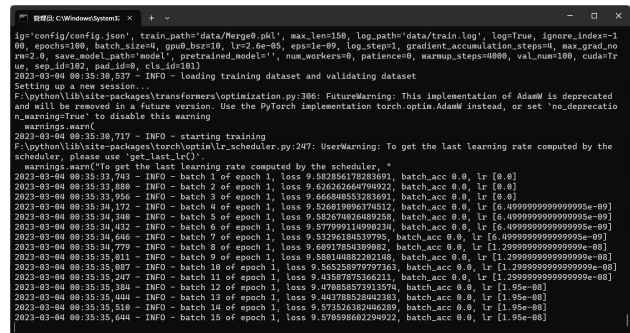 管理员: C:\Windows\System32
ig='config/config.json', train_path='data/Merge0.pkl', max_len=150, log_path='data/train.log', log=True, ignore_index=-1
00, epochs=100, batch_size=4, gpu0_bsz=10, lr=2.6e-05, eps=1e-09, log_step=1, gradient_accumulation_steps=4, max_grad_no
rm=2.0, save_model_path='model', pretrained_model='', num_workers=0, patience=0, warmup_steps=4000, val_num=100, cuda=Tr
ue, sep_id=102, pad_id=0, cls_id=101)
2023-03-04 00:35:30,537 - INFO - loading training dataset and validating dataset
Setting up a new session...
F:\python\lib\site-packages\transformers\optimization.py:306: FutureWarning: This implementation of AdamW is deprecated
and will be removed in a future version. Use the PyTorch implementation torch.optim.AdamW instead, or set `no_deprecatio
n_warning=True` to disable this warning
  warnings.warn(
2023-03-04 00:35:30,717 - INFO - starting training
F:\python\lib\site-packages\torch\optim\lr_scheduler.py:247: UserWarning: To get the last learning rate computed by the
scheduler, please use `get_last_lr()`.
  warnings.warn("To get the last learning rate computed by the scheduler, "
2023-03-04 00:35:33,743 - INFO - batch 1 of epoch 1, loss 9.582856178283691, batch_acc 0.0, lr [0.0]
2023-03-04 00:35:33,880 - INFO - batch 2 of epoch 1, loss 9.626262664794922, batch_acc 0.0, lr [0.0]
2023-03-04 00:35:33,956 - INFO - batch 3 of epoch 1, loss 9.666840553283691, batch_acc 0.0, lr [0.0]
2023-03-04 00:35:34,172 - INFO - batch 4 of epoch 1, loss 9.526019096374512, batch_acc 0.0, lr [6.4999999999999995e-09]
2023-03-04 00:35:34,340 - INFO - batch 5 of epoch 1, loss 9.582674026489258, batch_acc 0.0, lr [6.4999999999999995e-09]
2023-03-04 00:35:34,432 - INFO - batch 6 of epoch 1, loss 9.577999114990234, batch_acc 0.0, lr [6.4999999999999995e-09]
2023-03-04 00:35:34,646 - INFO - batch 7 of epoch 1, loss 9.53296184539795, batch_acc 0.0, lr [6.4999999999999995e-09]
2023-03-04 00:35:34,779 - INFO - batch 8 of epoch 1, loss 9.60917854309082, batch_acc 0.0, lr [1.2999999999999999e-08]
2023-03-04 00:35:35,011 - INFO - batch 9 of epoch 1, loss 9.580144882202148, batch_acc 0.0, lr [1.2999999999999999e-08]
2023-03-04 00:35:35,087 - INFO - batch 10 of epoch 1, loss 9.565258979797363, batch_acc 0.0, lr [1.2999999999999999e-08]
2023-03-04 00:35:35,247 - INFO - batch 11 of epoch 1, loss 9.43587875366211, batch_acc 0.0, lr [1.2999999999999999e-08]
2023-03-04 00:35:35,384 - INFO - batch 12 of epoch 1, loss 9.470858573913574, batch_acc 0.0, lr [1.95e-08]
2023-03-04 00:35:35,444 - INFO - batch 13 of epoch 1, loss 9.443788528442383, batch_acc 0.0, lr [1.95e-08]
2023-03-04 00:35:35,510 - INFO - batch 14 of epoch 1, loss 9.573526382446289, batch_acc 0.0, lr [1.95e-08]
2023-03-04 00:35:35,644 - INFO - batch 15 of epoch 1, loss 9.570598602294922, batch_acc 0.0, lr [1.95e-08]